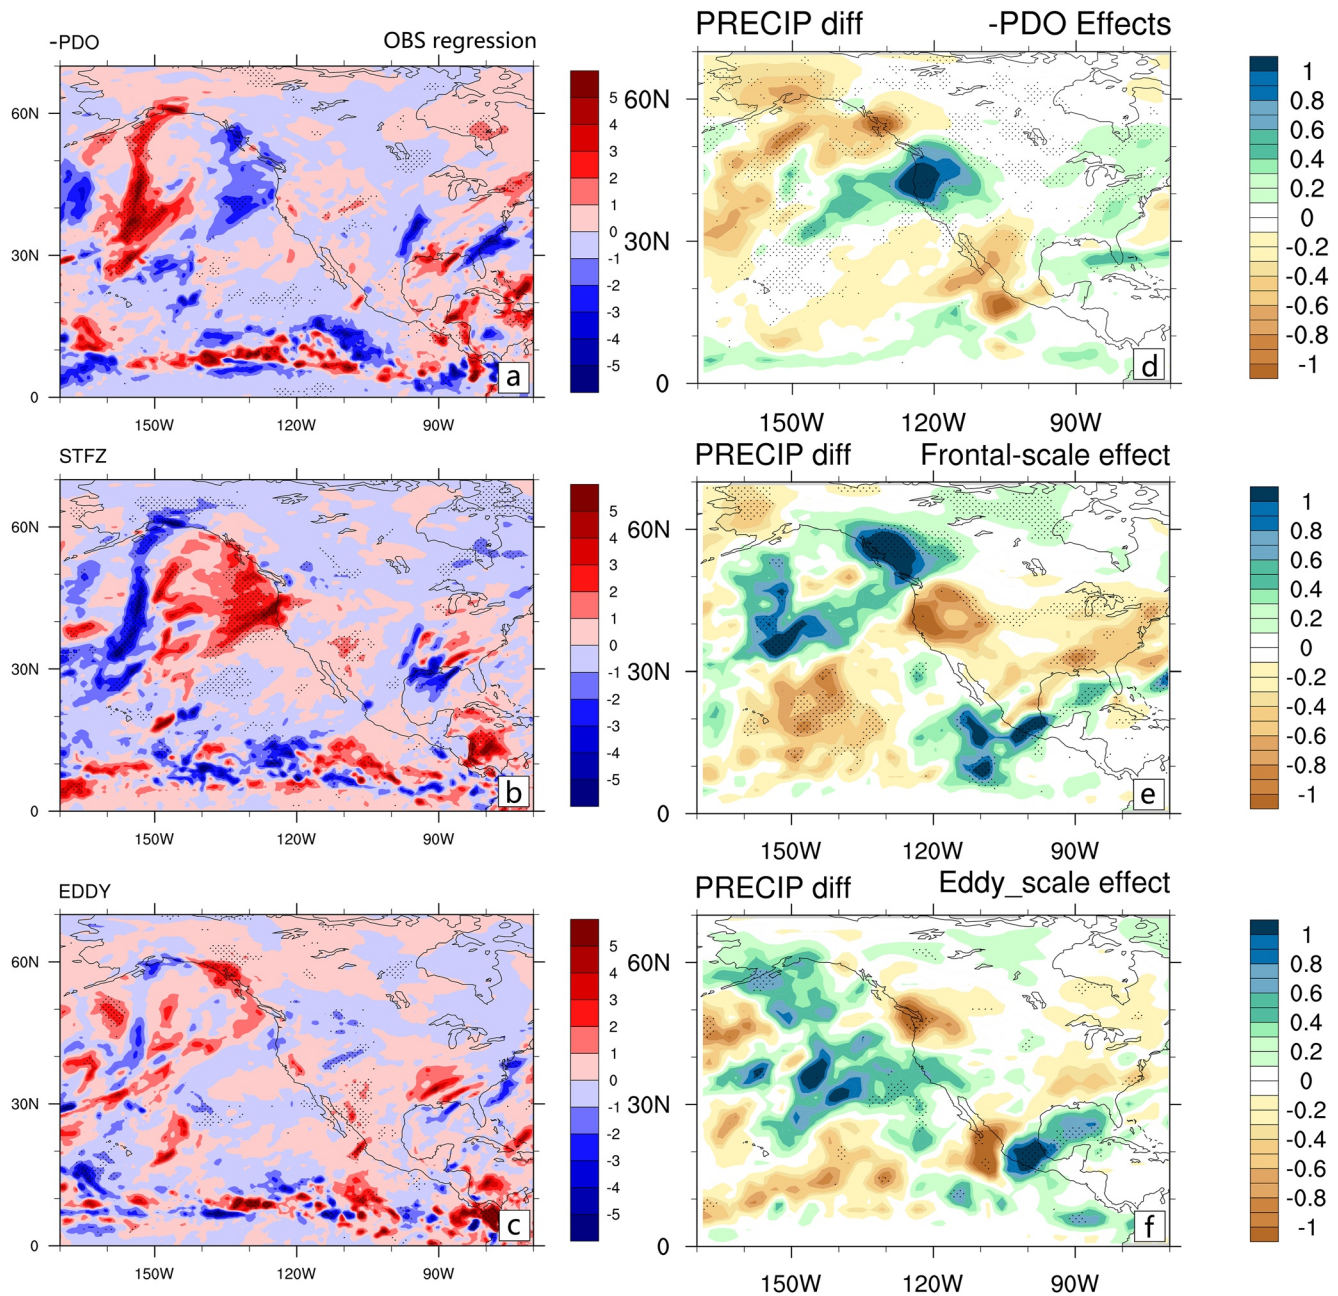 -PDO
OBS regression
60N
30N
0
150W
120W
90W
a
5
4
3
2
1
0
-1
-2
-3
-4
-5
PRECIP diff
-PDO Effects
60N
30N
0
150W
120W
90W
d
1
0.8
0.6
0.4
0.2
0
-0.2
-0.4
-0.6
-0.8
-1
STFZ
60N
30N
0
150W
120W
90W
b
5
4
3
2
1
0
-1
-2
-3
-4
-5
PRECIP diff
Frontal-scale effect
60N
30N
0
150W
120W
90W
e
1
0.8
0.6
0.4
0.2
0
-0.2
-0.4
-0.6
-0.8
-1
EDDY
60N
30N
0
150W
120W
90W
c
5
4
3
2
1
0
-1
-2
-3
-4
-5
PRECIP diff
Eddy_scale effect
60N
30N
0
150W
120W
90W
f
1
0.8
0.6
0.4
0.2
0
-0.2
-0.4
-0.6
-0.8
-1